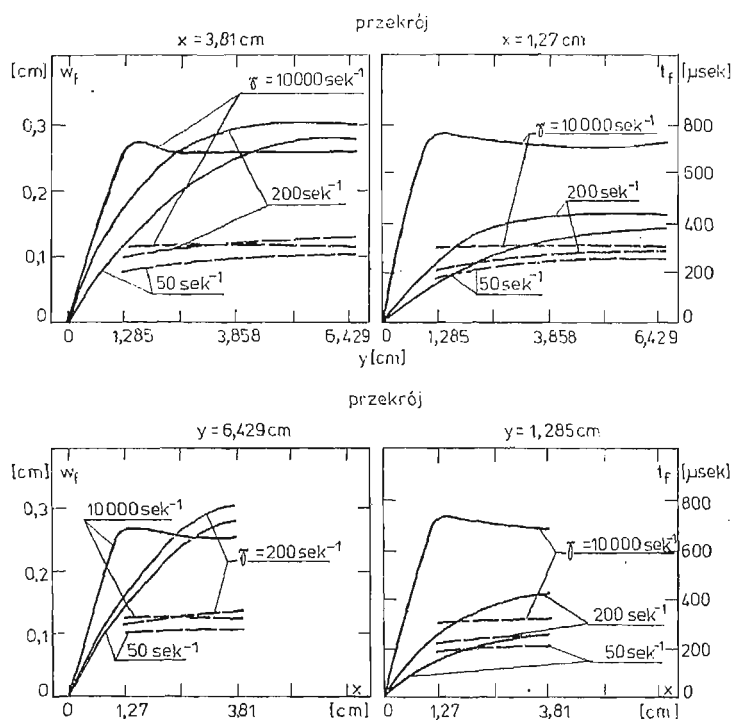 przekrój
x = 3,81 cm
x = 1,27 cm
[cm] w_f
t_f [μsek]
γ = 10000 sek⁻¹
γ = 10000 sek⁻¹
0,3
800
600
0,2
200 sek⁻¹
200 sek⁻¹
400
0,1
50 sek⁻¹
50 sek⁻¹
200
0
0
0 1,285 3,858 6,429
0 1,285 3,858 6,429
y [cm]
przekrój
y = 6,429 cm
y = 1,285 cm
[cm] w_f
t_f [μsek]
0,3
10000 sek⁻¹
800
γ = 200 sek⁻¹
γ = 10000 sek⁻¹
600
0,2
400
200 sek⁻¹
0,1
50 sek⁻¹
50 sek⁻¹
200
0
x
x
0
0 1,27 3,81 [cm]
0 1,27 3,81 [cm]